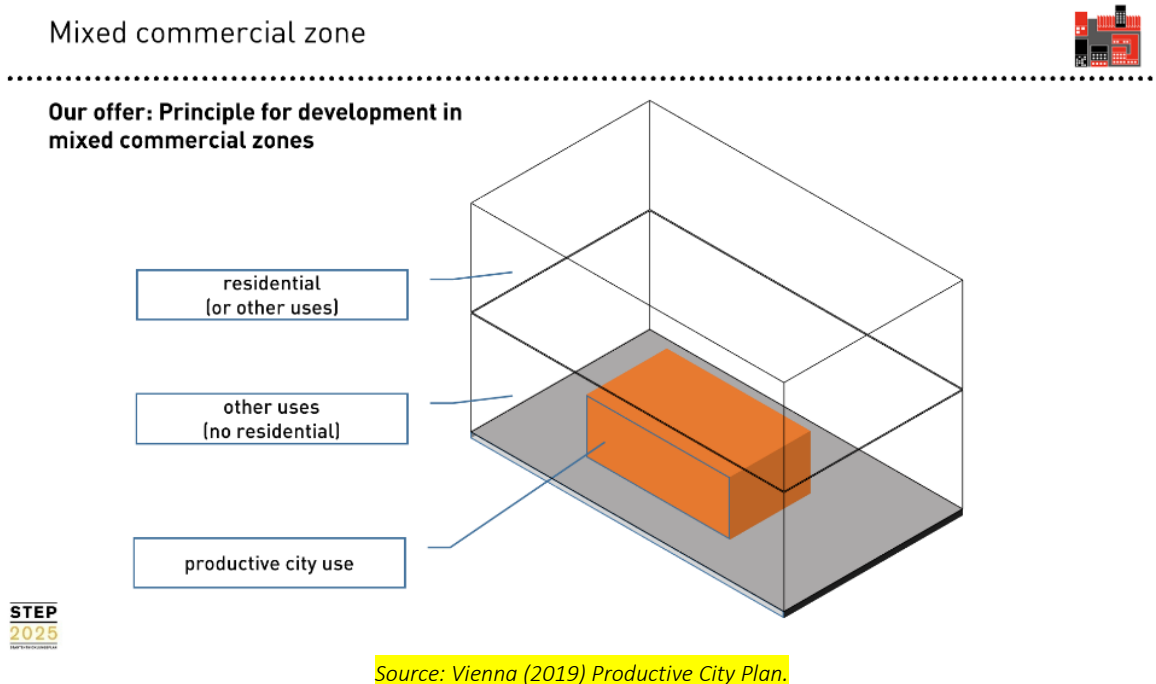 Mixed commercial zone
Our offer: Principle for development in
mixed commercial zones
residential
(or other uses)
other uses
(no residential)
productive city use
STEP
2025
Source: Vienna (2019) Productive City Plan.